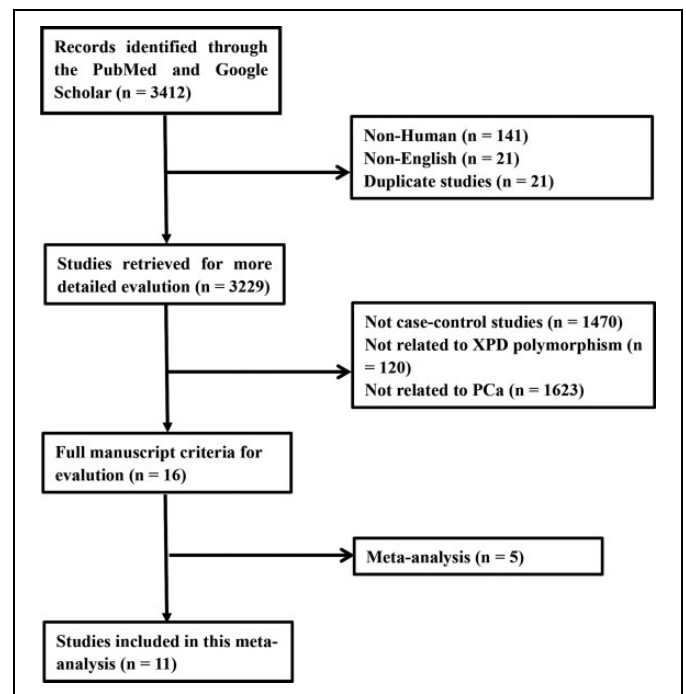 Records identified through
the PubMed and Google
Scholar (n = 3412)
Non-Human (n = 141)
Non-English (n = 21)
Duplicate studies (n = 21)
Studies retrieved for more
detailed evalution (n = 3229)
Not case-control studies (n = 1470)
Not related to XPD polymorphism (n
= 120)
Not related to PCa (n = 1623)
Full manuscript criteria for
evalution (n = 16)
Meta-analysis (n = 5)
Studies included in this meta-
analysis (n = 11)